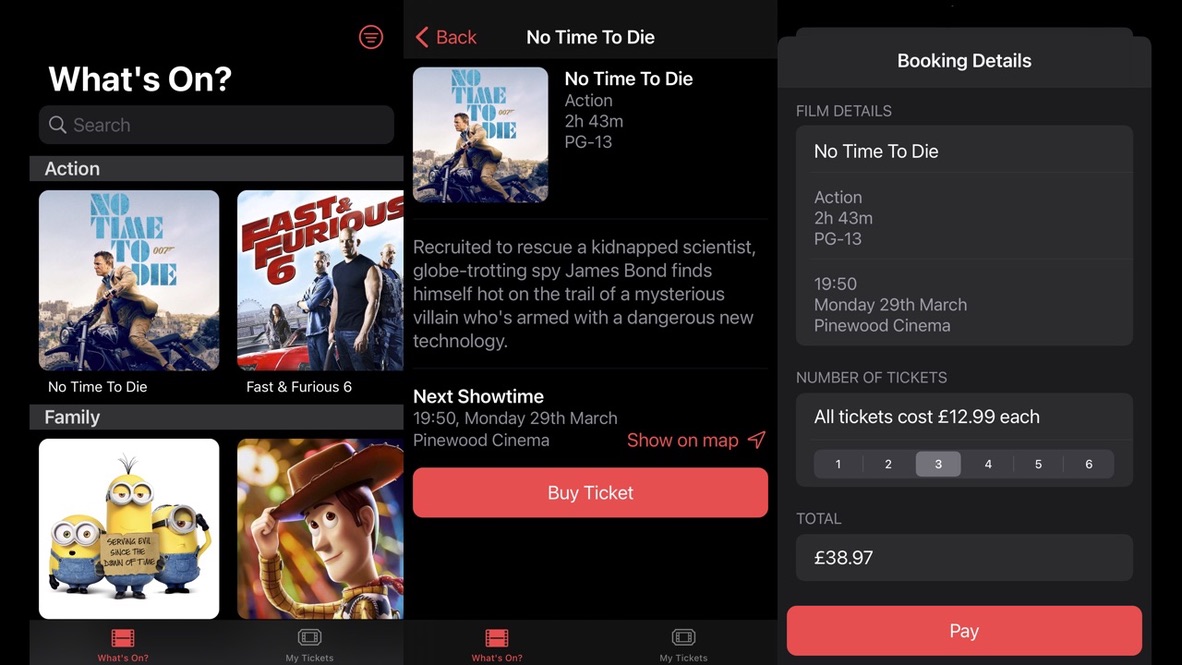 What's On?
Search
Action
NO
TIME
TO
007
DIE
FAST &
FURIOUS
6
No Time To Die
Fast & Furious 6
Family
SERVING EVIL
SINCE THE
DAWN OF TIME
What's On?
My Tickets
Back
No Time To Die
NO
TIME
TO
007
DIE
No Time To Die
Action
2h 43m
PG-13
Recruited to rescue a kidnapped scientist,
globe-trotting spy James Bond finds
himself hot on the trail of a mysterious
villain who's armed with a dangerous new
technology.
Next Showtime
19:50, Monday 29th March
Pinewood Cinema
Show on map
Buy Ticket
What's On?
My Tickets
Booking Details
FILM DETAILS
No Time To Die
Action
2h 43m
PG-13
19:50
Monday 29th March
Pinewood Cinema
NUMBER OF TICKETS
All tickets cost £12.99 each
1 2 3 4 5 6
TOTAL
£38.97
Pay